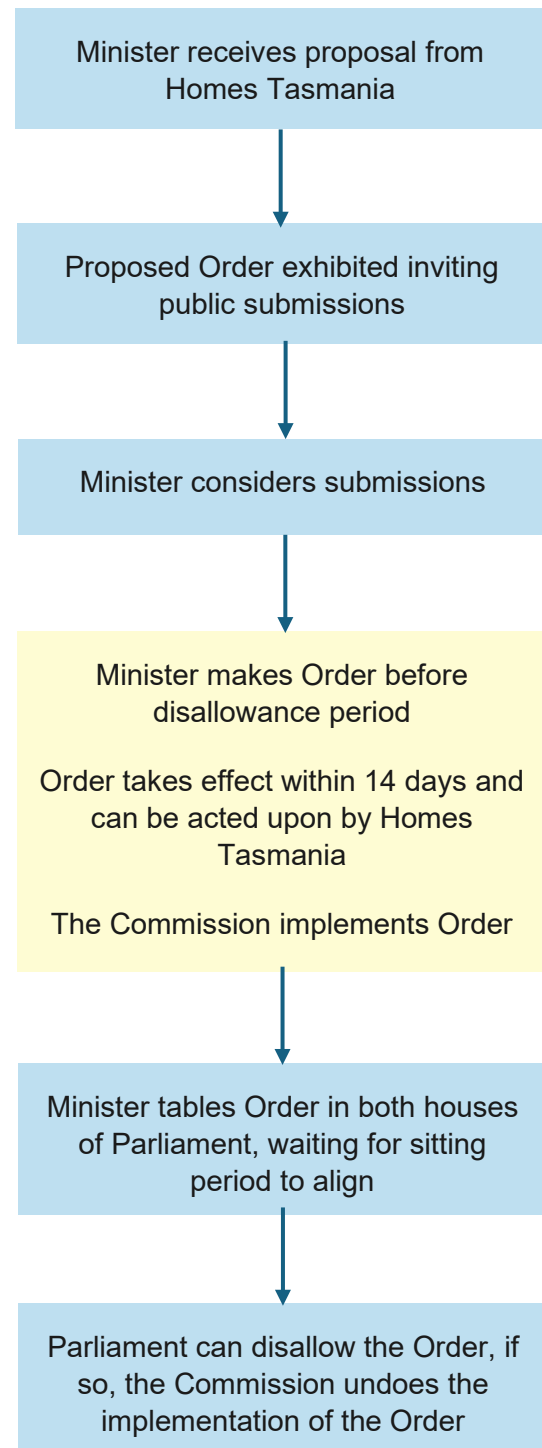 Minister receives proposal from
Homes Tasmania
Proposed Order exhibited inviting
public submissions
Minister considers submissions
Minister makes Order before
disallowance period
Order takes effect within 14 days and
can be acted upon by Homes
Tasmania
The Commission implements Order
Minister tables Order in both houses
of Parliament, waiting for sitting
period to align
Parliament can disallow the Order, if
so, the Commission undoes the
implementation of the Order